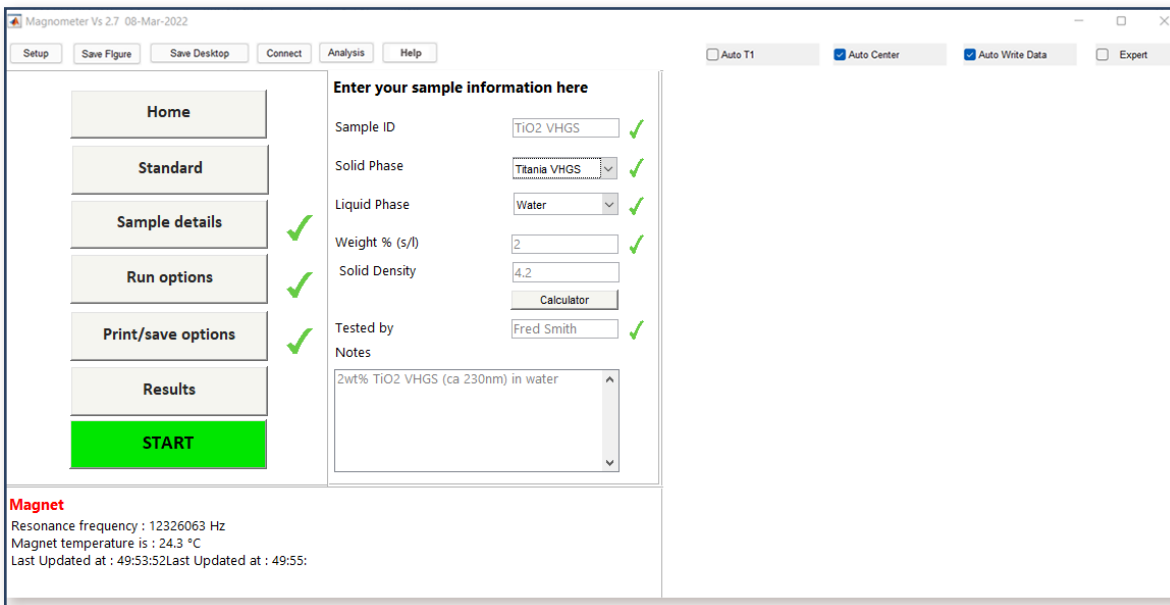 Magnometer Vs 2.7 08-Mar-2022
Setup Save FIgure Save Desktop Connect Analysis Help Auto T1 Auto Center Auto Write Data Expert
Home
Standard
Sample details
Run options
Print/save options
Results
START
Enter your sample information here
Sample ID TiO2 VHGS
Solid Phase Titania VHGS
Liquid Phase Water
Weight % (s/l) 2
Solid Density 4.2
Calculator
Tested by Fred Smith
Notes
2wt% TiO2 VHGS (ca 230nm) in water
Magnet
Resonance frequency : 12326063 Hz
Magnet temperature is : 24.3 °C
Last Updated at : 49:53:52Last Updated at : 49:55: